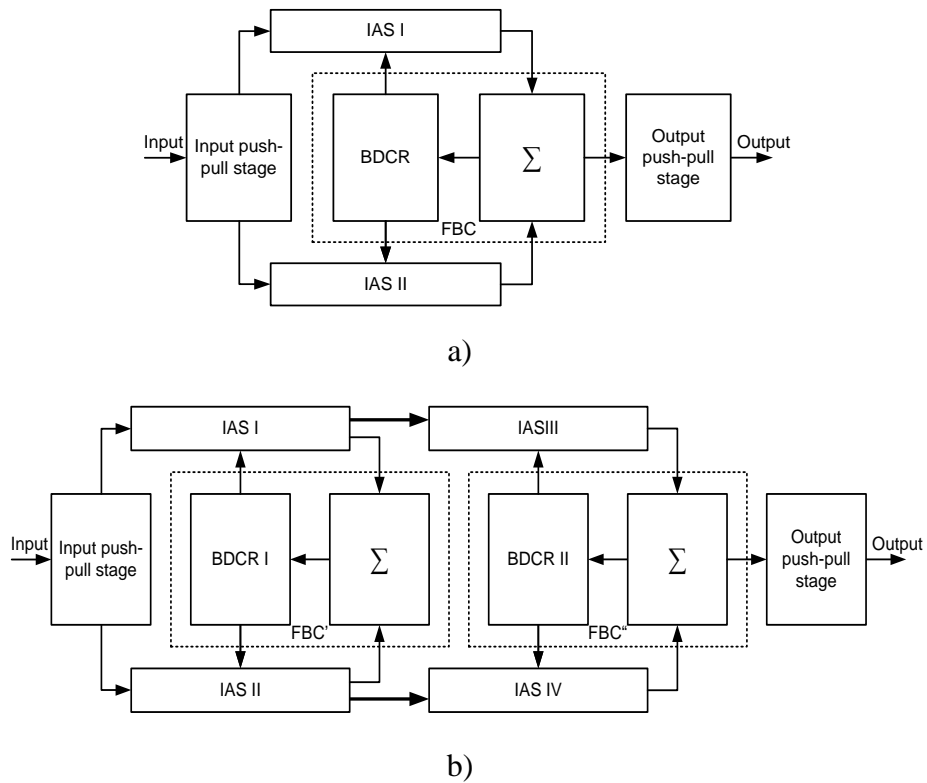 IAS I
Input
Input push-
pull stage
BDCR
∑
Output
push-pull
stage
Output
FBC
IAS II
a)
IAS I
IASIII
Input
Input push-
pull stage
BDCR I
∑
BDCR II
∑
Output
push-pull
stage
Output
FBC’
FBC“
IAS II
IAS IV
b)